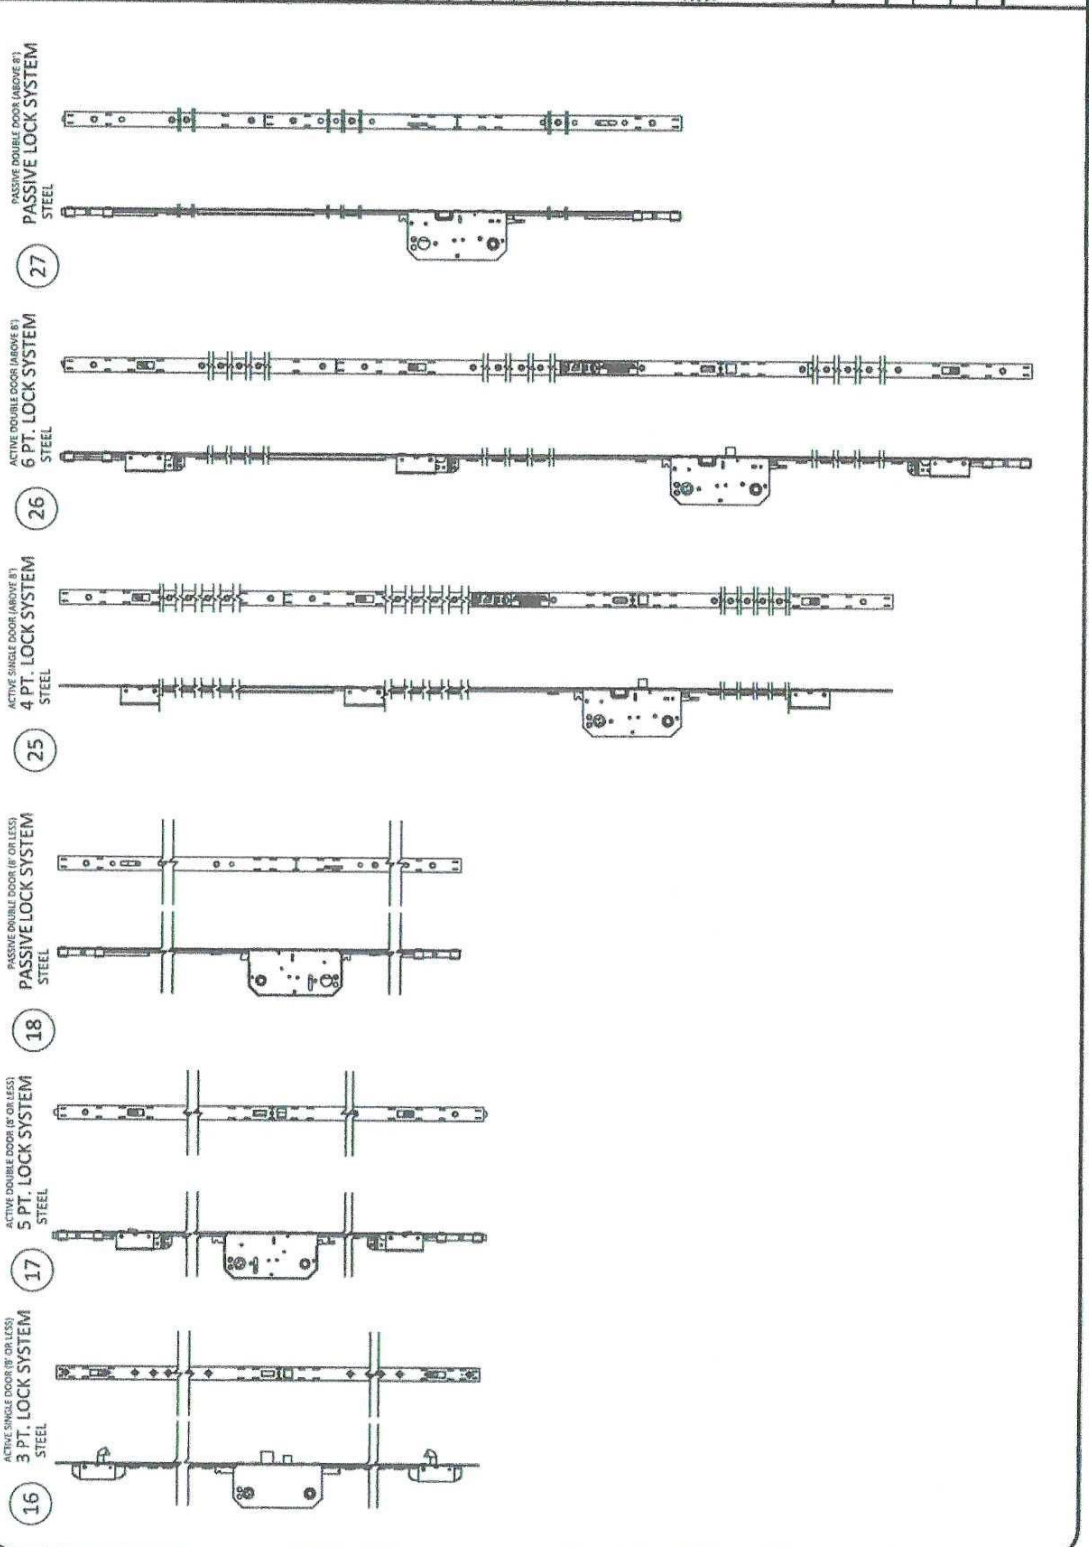 16
ACTIVE SINGLE DOOR (8' OR LESS)
3 PT. LOCK SYSTEM
STEEL
17
ACTIVE DOUBLE DOOR (8' OR LESS)
5 PT. LOCK SYSTEM
STEEL
18
PASSIVE DOUBLE DOOR (8' OR LESS)
PASSIVE LOCK SYSTEM
STEEL
25
ACTIVE SINGLE DOOR (ABOVE 8')
4 PT. LOCK SYSTEM
STEEL
26
ACTIVE DOUBLE DOOR (ABOVE 8')
6 PT. LOCK SYSTEM
STEEL
27
PASSIVE DOUBLE DOOR (ABOVE 8')
PASSIVE LOCK SYSTEM
STEEL